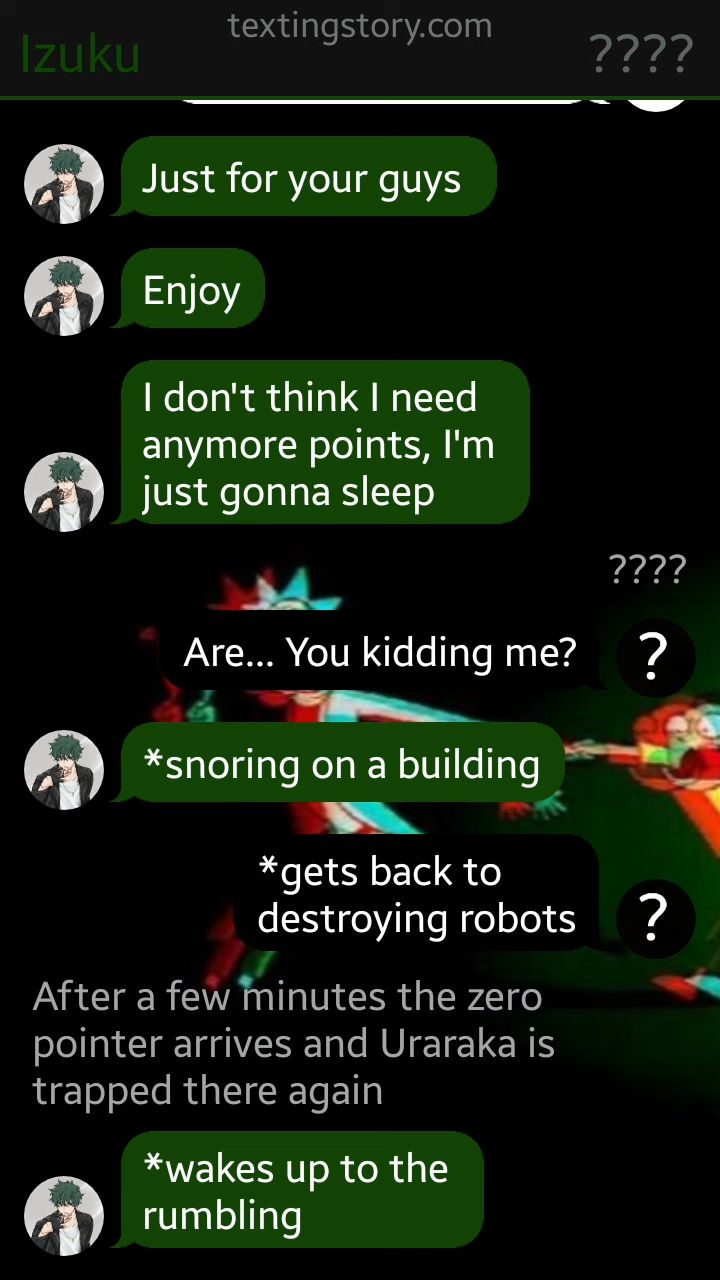 textingstory.com
Izuku
????
Just for your guys
Enjoy
I don't think I need
anymore points, I'm
just gonna sleep
????
Are... You kidding me?
?
*snoring on a building
*gets back to
destroying robots
?
After a few minutes the zero
pointer arrives and Uraraka is
trapped there again
*wakes up to the
rumbling